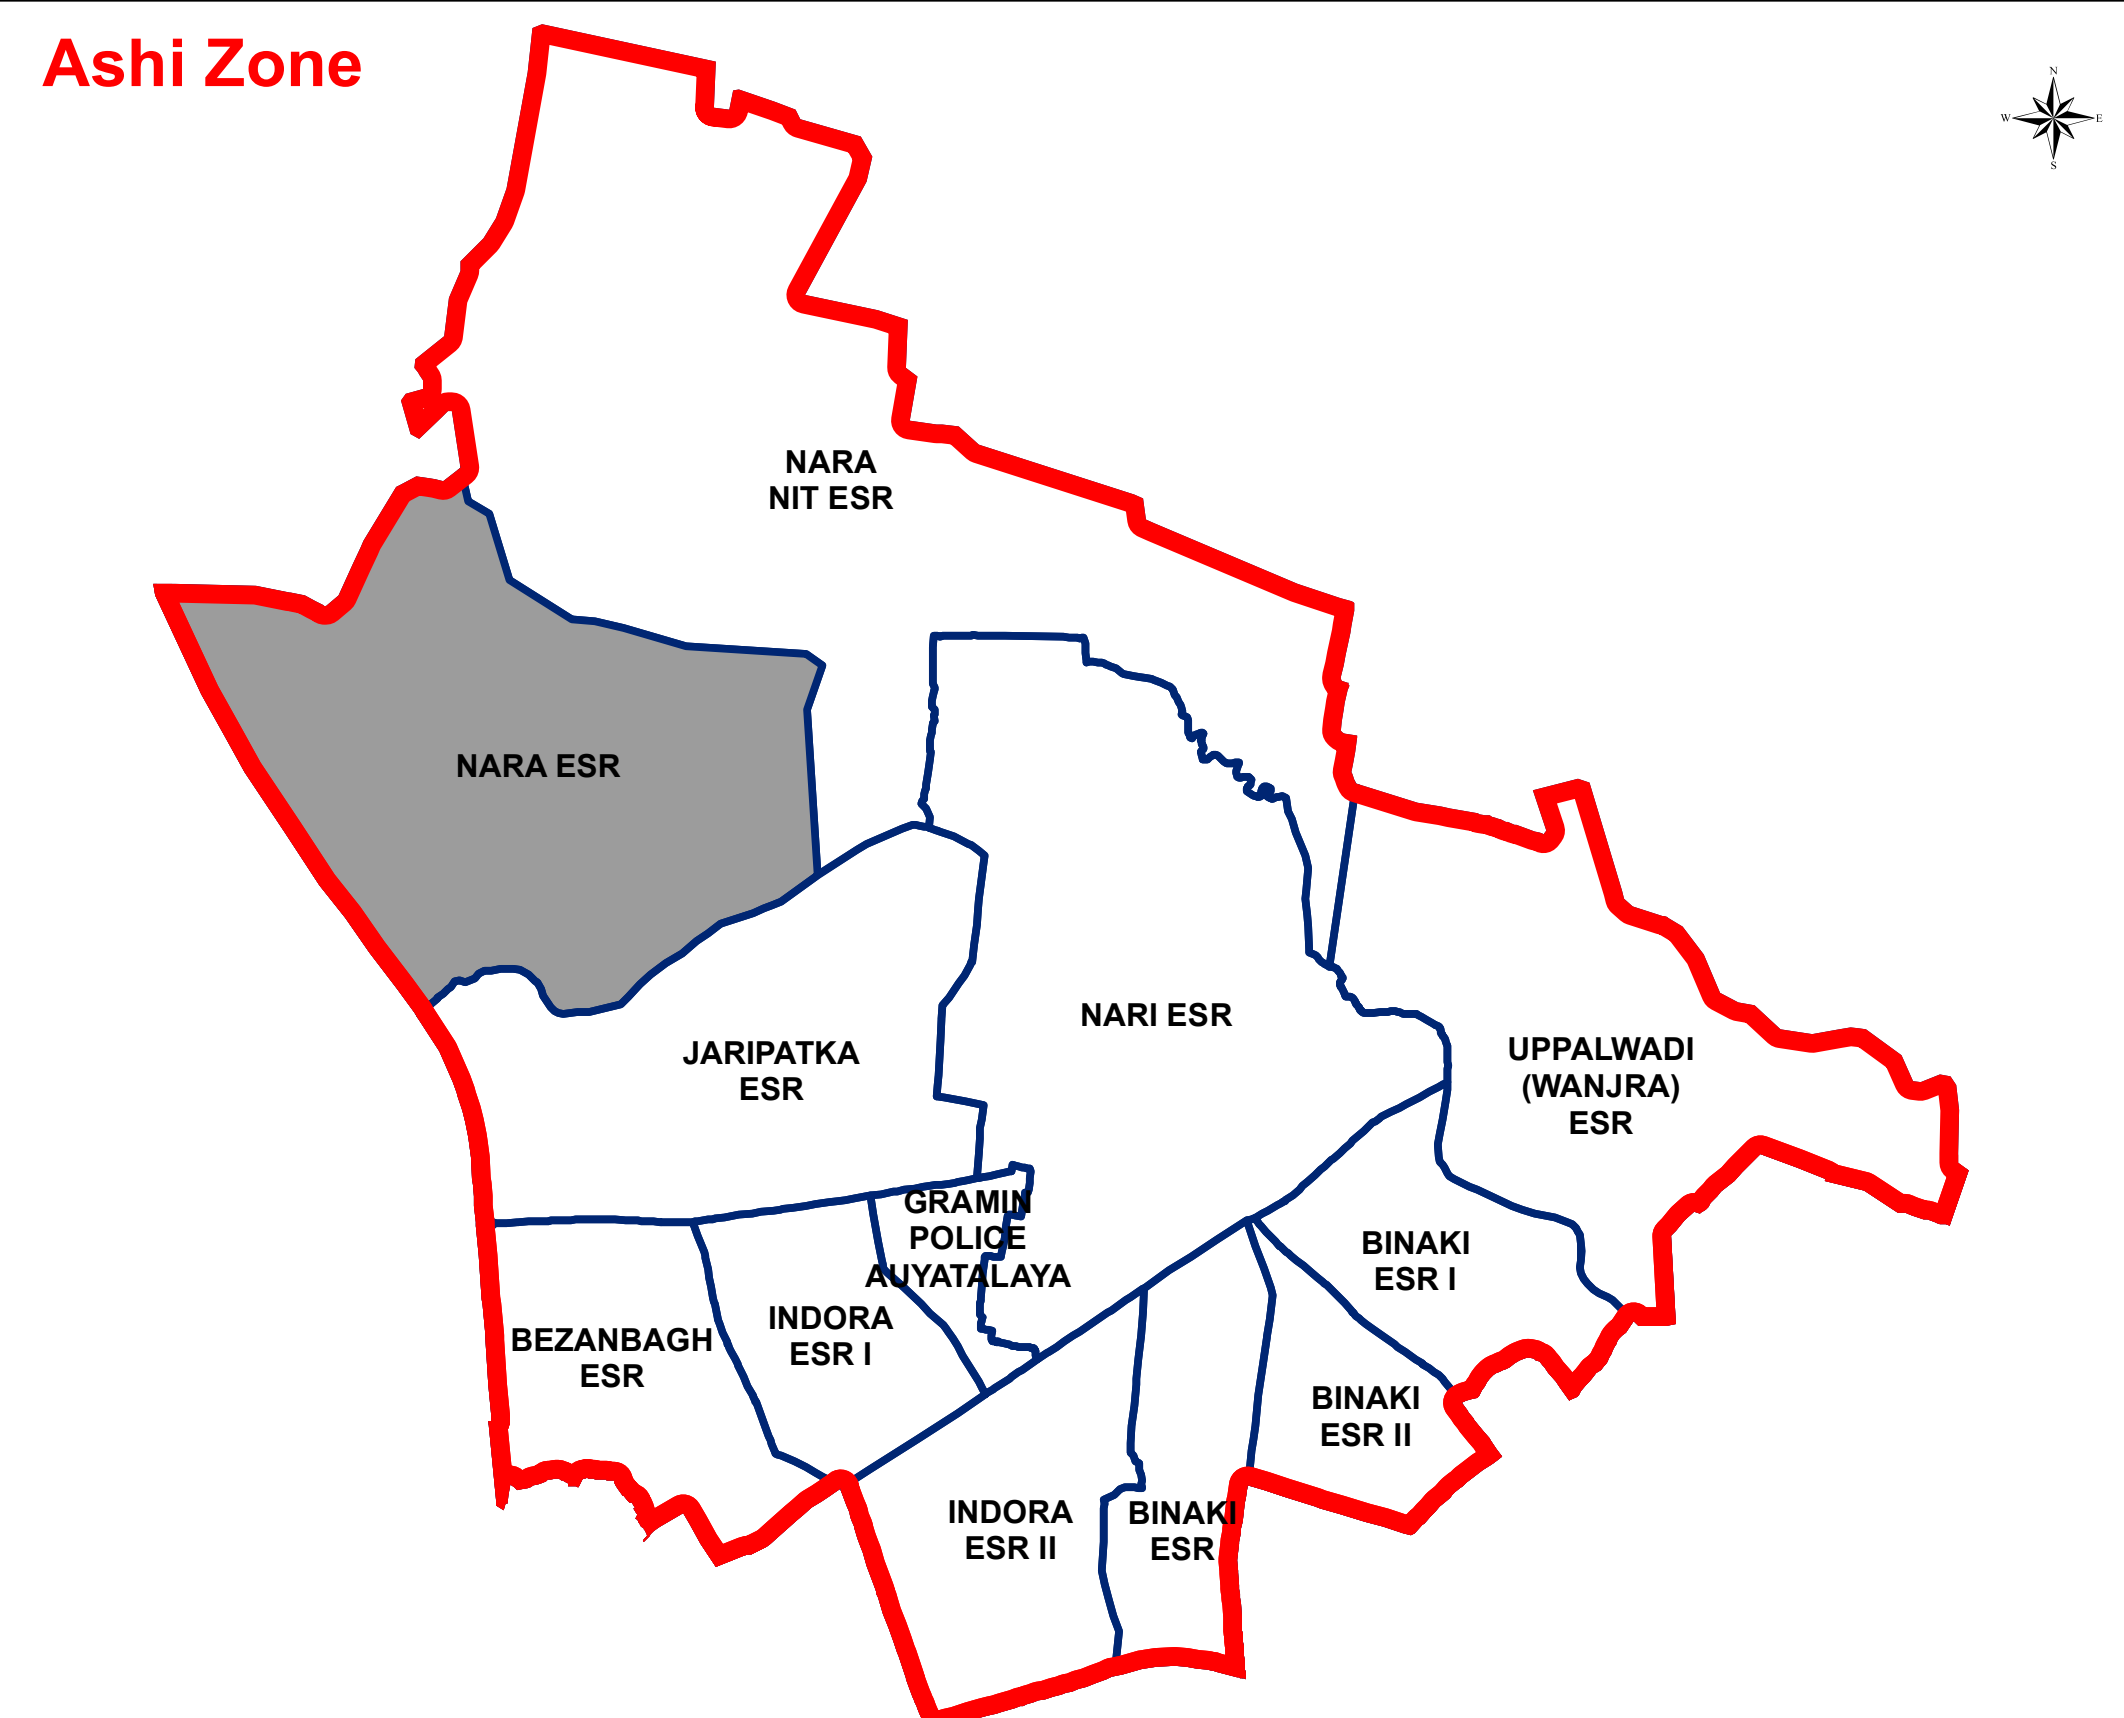 Ashi Zone
N
W
E
S
NARA
NIT ESR
NARA ESR
NARI ESR
JARIPATKA
ESR
UPPALWADI
(WANJRA)
ESR
GRAMIN
POLICE
AUYATALAYA
BINAKI
ESR I
INDORA
ESR I
BEZANBAGH
ESR
BINAKI
ESR II
INDORA
ESR II
BINAKI
ESR